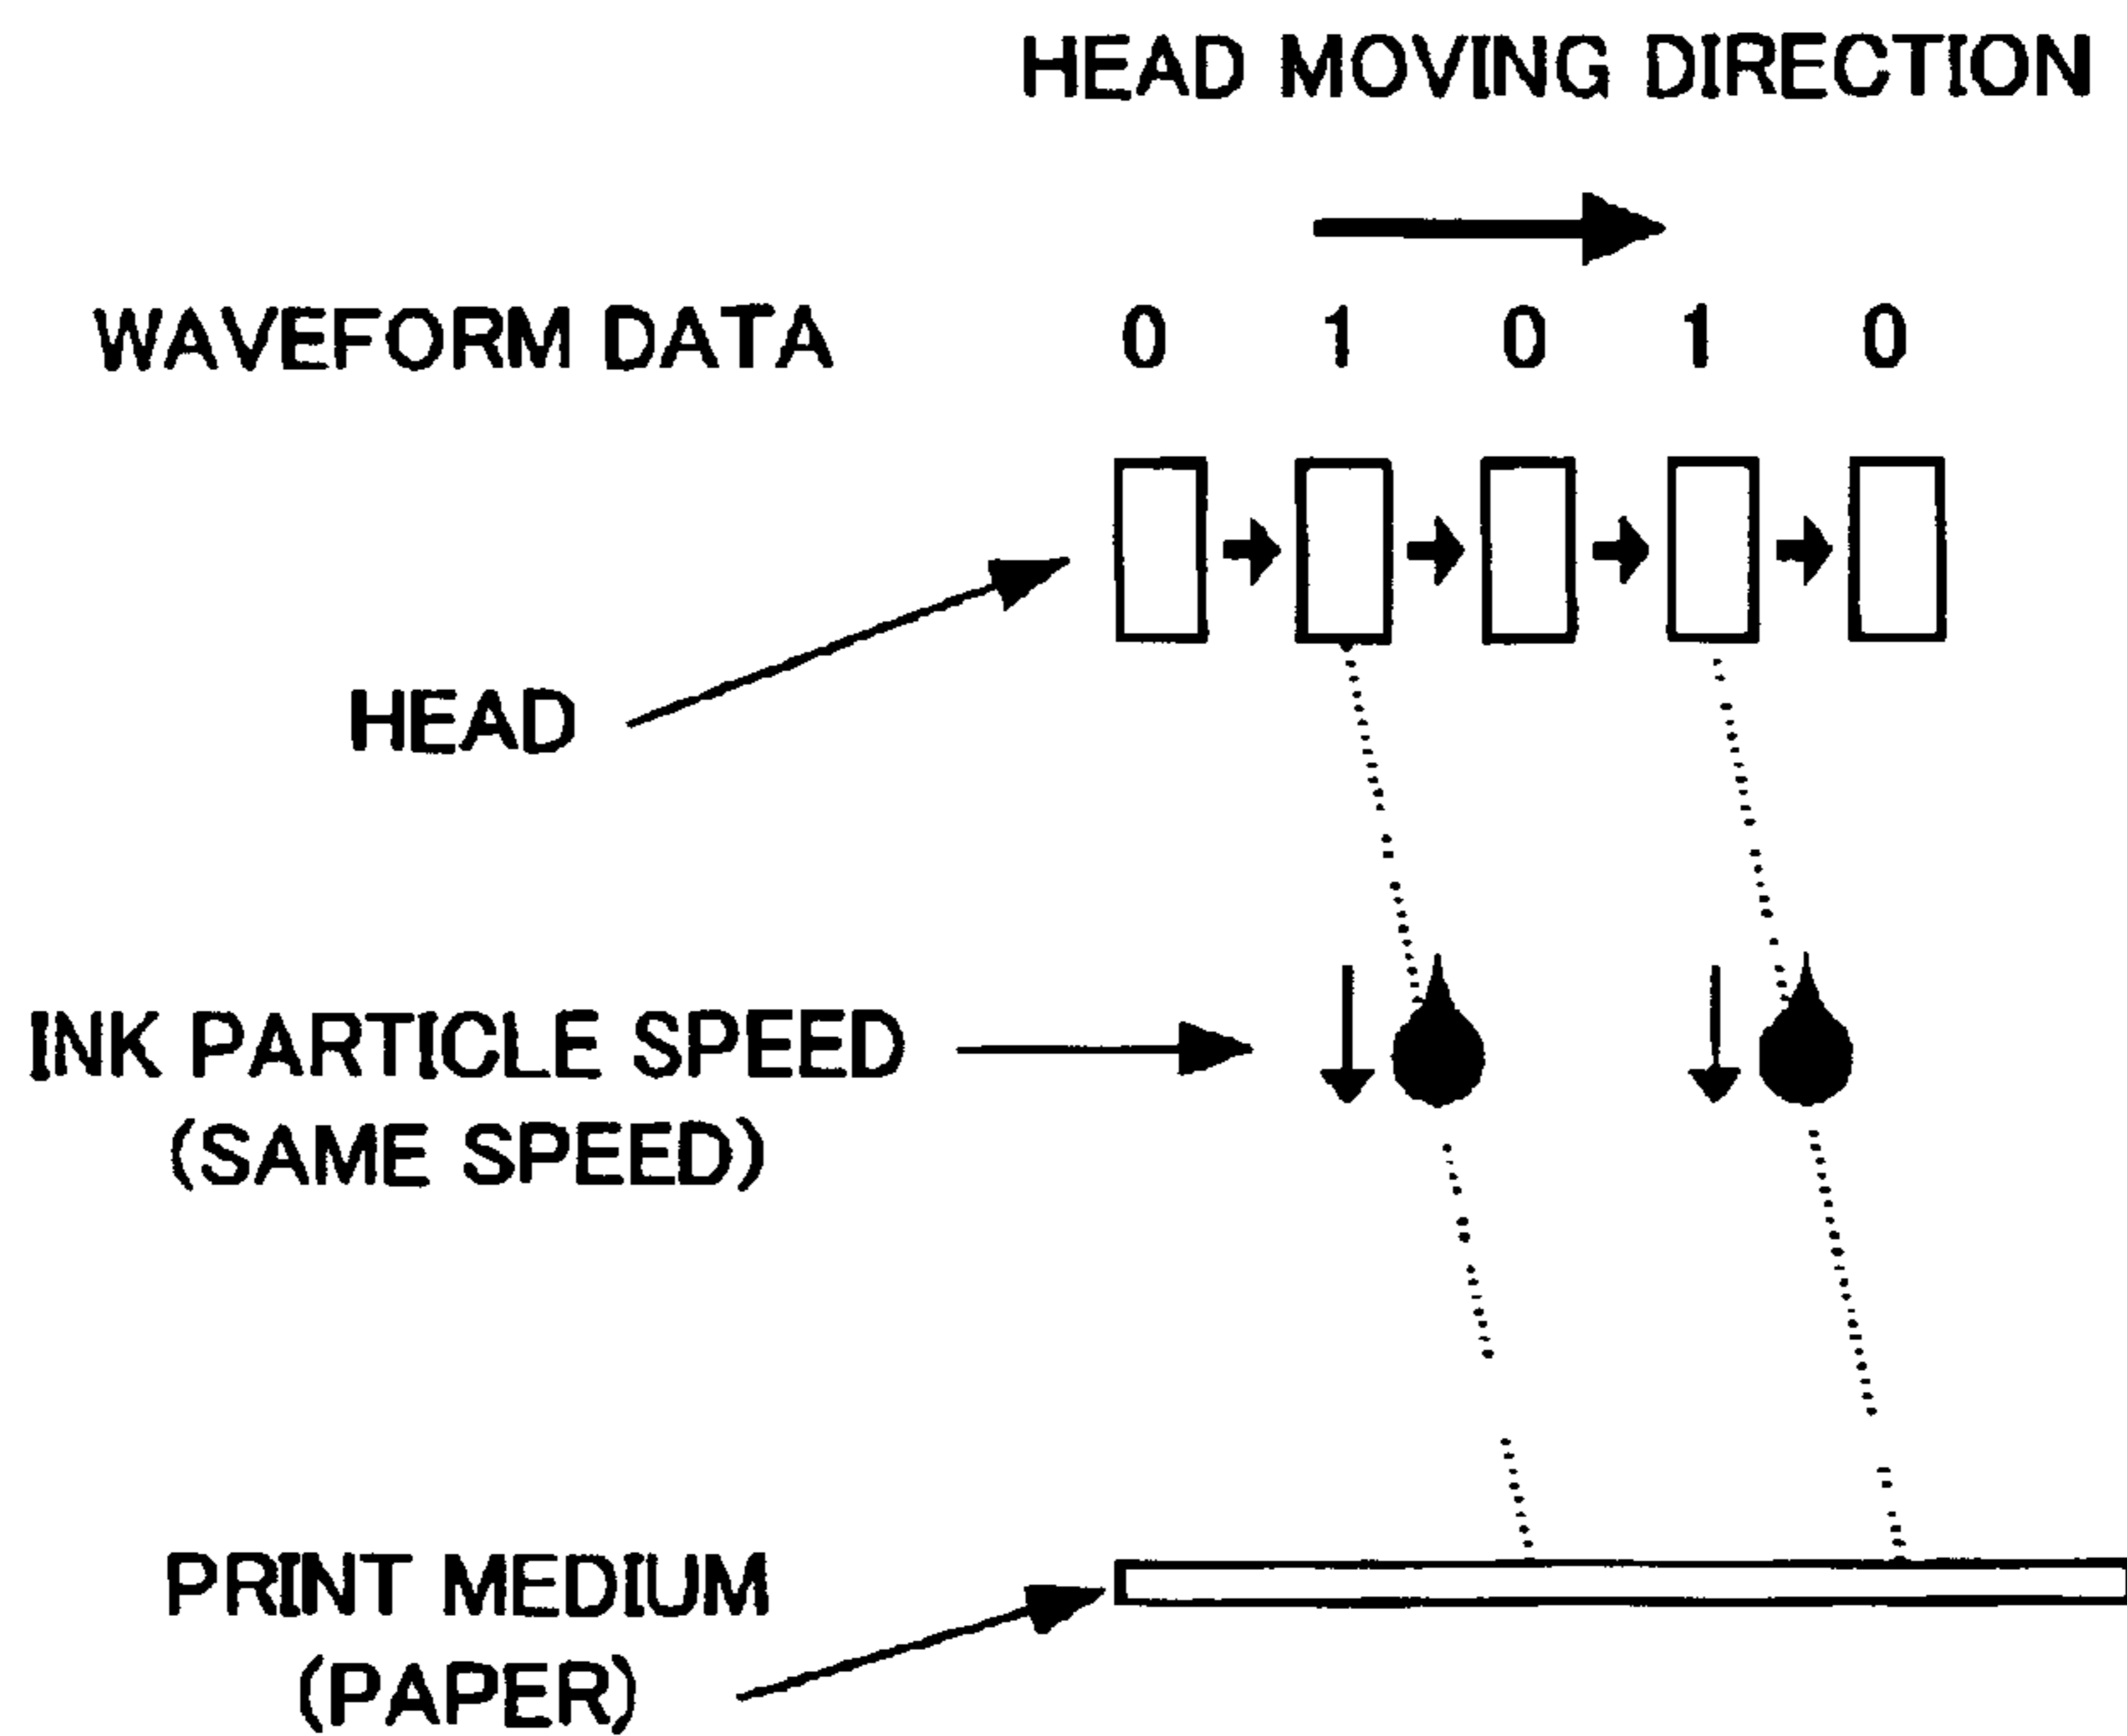 HEAD MOVING DIRECTION
WAVEFORM DATA 0 1 0 1 0
HEAD
INK PARTICLE SPEED
(SAME SPEED)
PRINT MEDIUM
(PAPER)